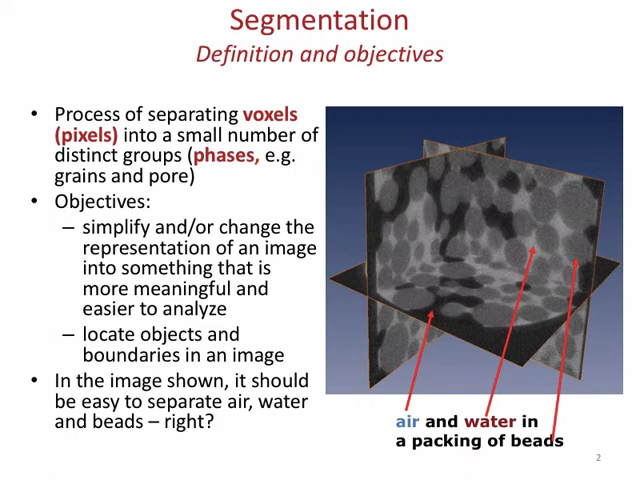 Segmentation
Definition and objectives
• Process of separating voxels
(pixels) into a small number of
distinct groups (phases, e.g.
grains and pore)
• Objectives:
– simplify and/or change the
representation of an image
into something that is
more meaningful and
easier to analyze
– locate objects and
boundaries in an image
• In the image shown, it should
be easy to separate air, water
and beads – right?
air and water in
a packing of beads
2